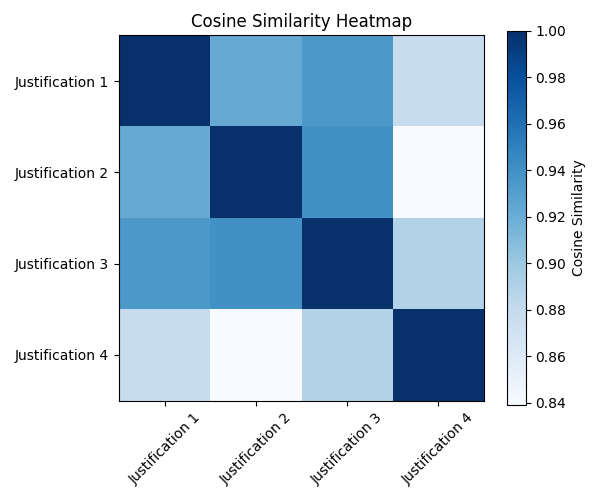 Cosine Similarity Heatmap
Justification 1
Justification 2
Justification 3
Justification 4
Justification 1
Justification 2
Justification 3
Justification 4
1.00
0.98
0.96
0.94
0.92
0.90
0.88
0.86
0.84
Cosine Similarity